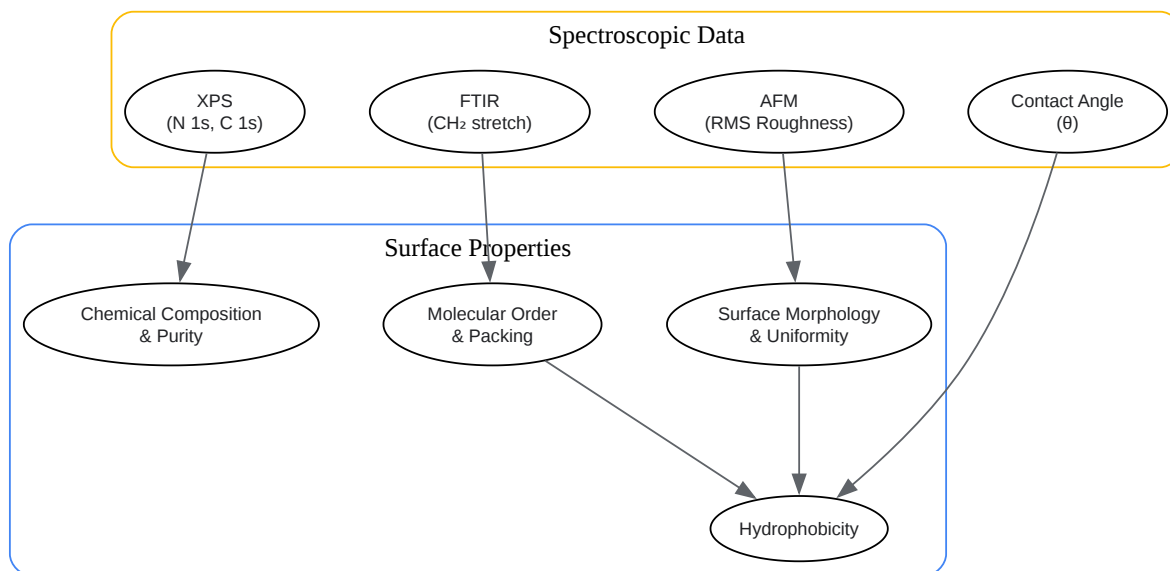 Spectroscopic Data
XPS
(N 1s, C 1s)
FTIR
(CH₂ stretch)
AFM
(RMS Roughness)
Contact Angle
(θ)
Surface Properties
Chemical Composition
& Purity
Molecular Order
& Packing
Surface Morphology
& Uniformity
Hydrophobicity